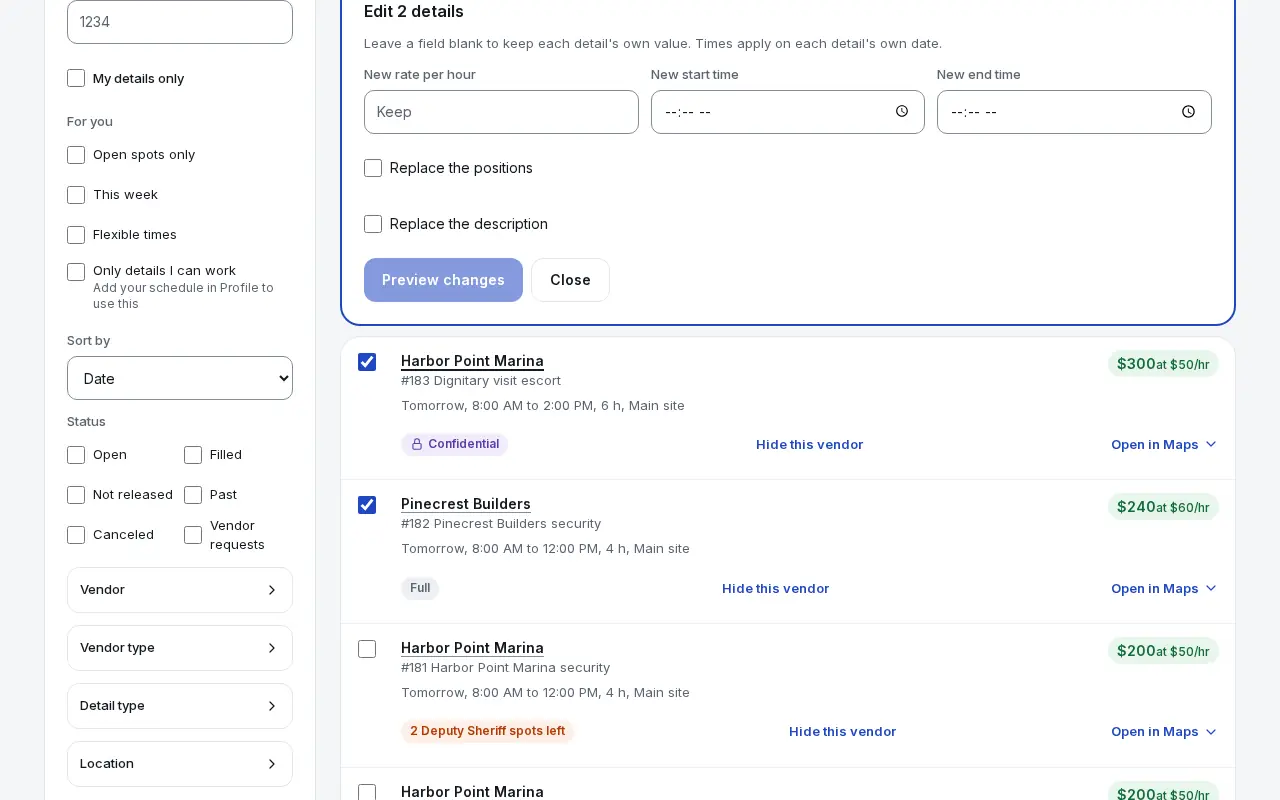 1234
My details only
For you
Open spots only
This week
Flexible times
Only details I can work
Add your schedule in Profile to
use this
Sort by
Date
Status
Open
Filled
Not released
Past
Canceled
Vendor
requests
Vendor
Vendor type
Detail type
Location
Edit 2 details
Leave a field blank to keep each detail's own value. Times apply on each detail's own date.
New rate per hour
New start time
New end time
Keep
--:-- --
--:-- --
Replace the positions
Replace the description
Preview changes
Close
Harbor Point Marina
$300at $50/hr
#183 Dignitary visit escort
Tomorrow, 8:00 AM to 2:00 PM, 6 h, Main site
Confidential
Hide this vendor
Open in Maps
Pinecrest Builders
$240at $60/hr
#182 Pinecrest Builders security
Tomorrow, 8:00 AM to 12:00 PM, 4 h, Main site
Full
Hide this vendor
Open in Maps
Harbor Point Marina
$200at $50/hr
#181 Harbor Point Marina security
Tomorrow, 8:00 AM to 12:00 PM, 4 h, Main site
2 Deputy Sheriff spots left
Hide this vendor
Open in Maps
Harbor Point Marina
$200at $50/hr